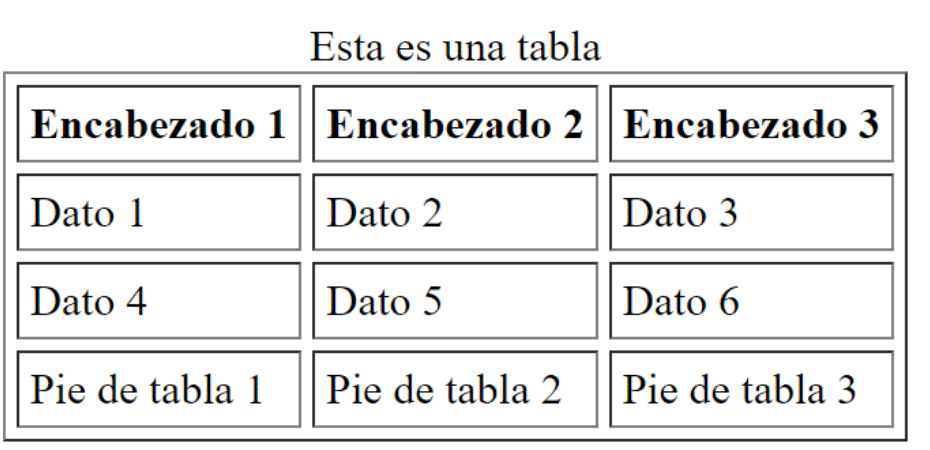 Esta es una tabla
Encabezado 1 Encabezado 2 Encabezado 3
Dato 1 Dato 2 Dato 3
Dato 4 Dato 5 Dato 6
Pie de tabla 1 Pie de tabla 2 Pie de tabla 3